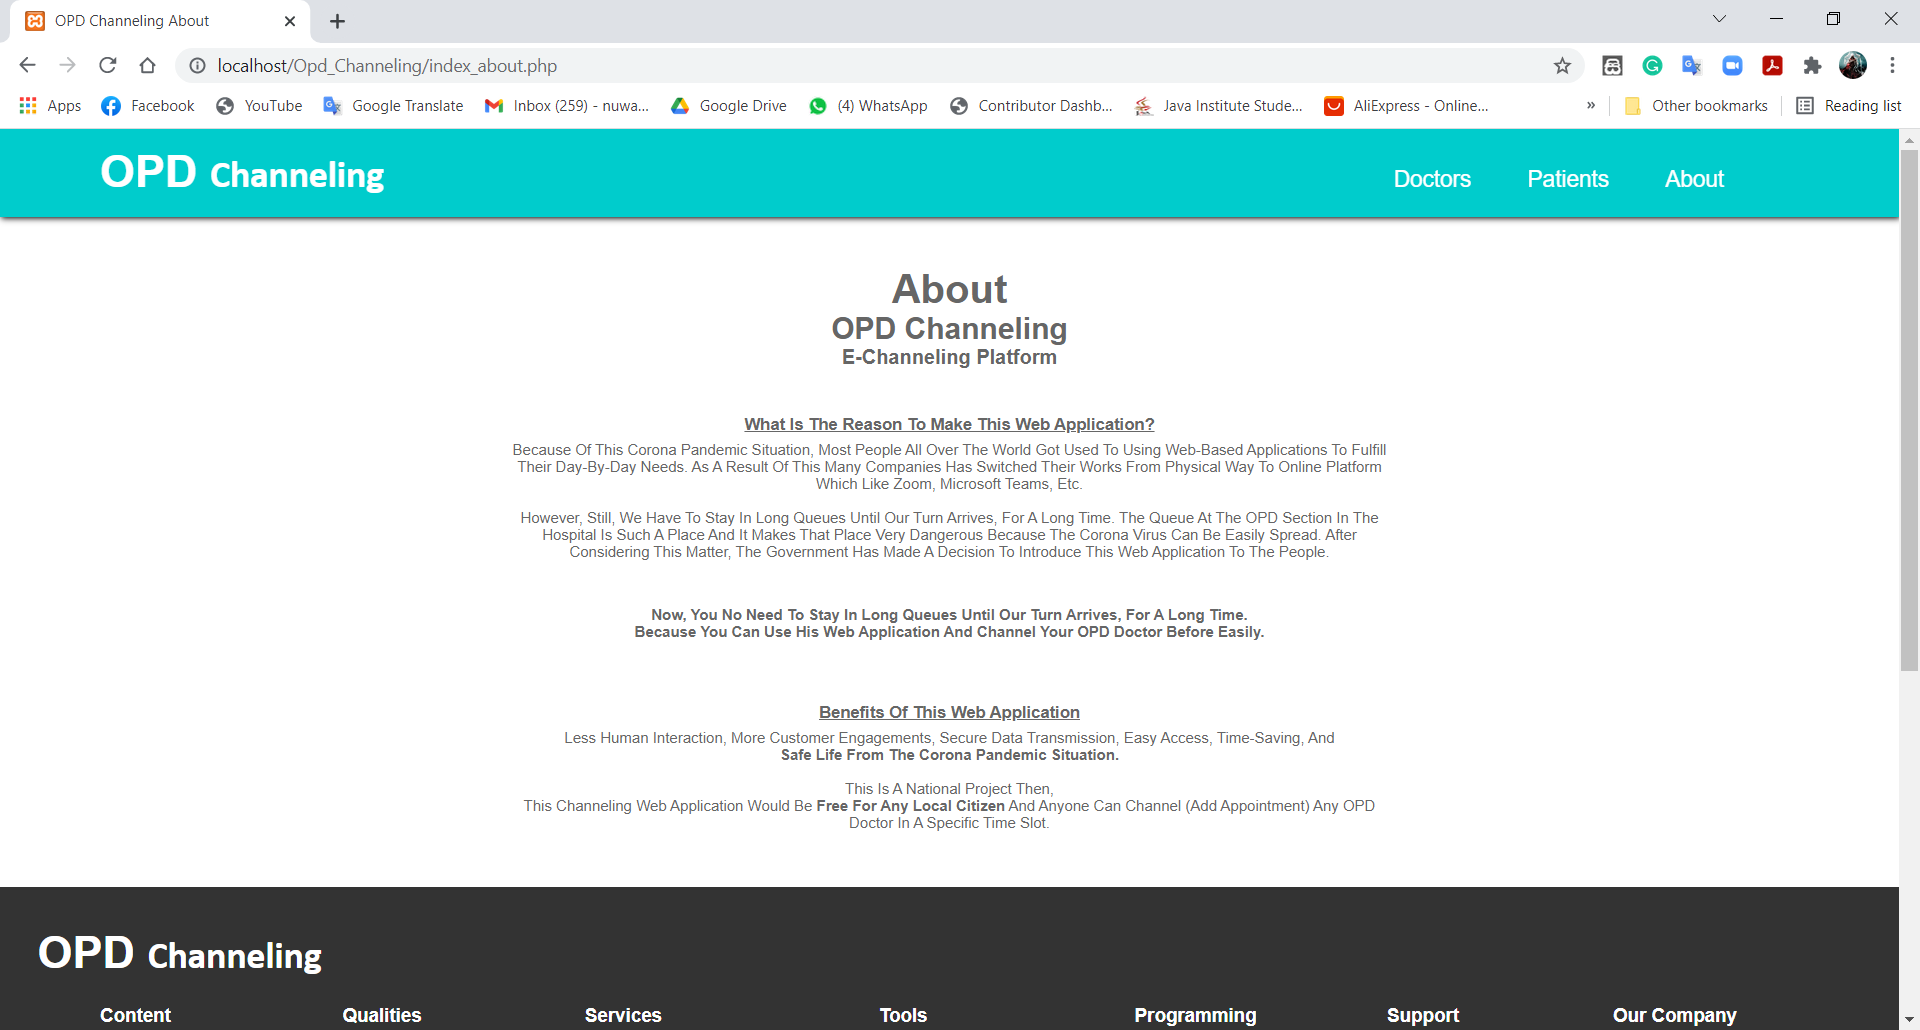 OPD Channeling About
localhost/Opd_Channeling/index_about.php
Apps Facebook YouTube Google Translate Inbox (259) - nuwa... Google Drive (4) WhatsApp Contributor Dashb... Java Institute Stude... AliExpress - Online... » Other bookmarks Reading list
OPD Channeling Doctors Patients About
About
OPD Channeling
E-Channeling Platform
What Is The Reason To Make This Web Application?
Because Of This Corona Pandemic Situation, Most People All Over The World Got Used To Using Web-Based Applications To Fulfill
Their Day-By-Day Needs. As A Result Of This Many Companies Has Switched Their Works From Physical Way To Online Platform
Which Like Zoom, Microsoft Teams, Etc.
However, Still, We Have To Stay In Long Queues Until Our Turn Arrives, For A Long Time. The Queue At The OPD Section In The
Hospital Is Such A Place And It Makes That Place Very Dangerous Because The Corona Virus Can Be Easily Spread. After
Considering This Matter, The Government Has Made A Decision To Introduce This Web Application To The People.
Now, You No Need To Stay In Long Queues Until Our Turn Arrives, For A Long Time.
Because You Can Use His Web Application And Channel Your OPD Doctor Before Easily.
Benefits Of This Web Application
Less Human Interaction, More Customer Engagements, Secure Data Transmission, Easy Access, Time-Saving, And
Safe Life From The Corona Pandemic Situation.
This Is A National Project Then,
This Channeling Web Application Would Be Free For Any Local Citizen And Anyone Can Channel (Add Appointment) Any OPD
Doctor In A Specific Time Slot.
OPD Channeling
Content Qualities Services Tools Programming Support Our Company